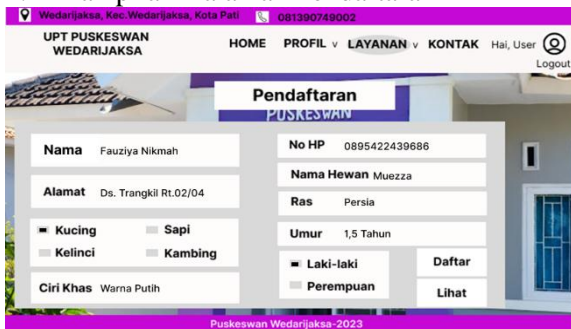 Wedarijaksa, Kec.Wedarijaksa, Kota Pati 081390749002
UPT PUSKESWAN
WEDARIJAKSA
HOME PROFIL v LAYANAN v KONTAK Hai, User
Logout
Pendaftaran
PUSKESWAN
Nama Fauziya Nikmah
Alamat Ds. Trangkil Rt.02/04
Kucing Sapi
Kelinci Kambing
Ciri Khas Warna Putih
No HP 0895422439686
Nama Hewan Muezza
Ras Persia
Umur 1,5 Tahun
Laki-laki
Perempuan
Daftar
Lihat
Puskeswan Wedarijaksa-2023